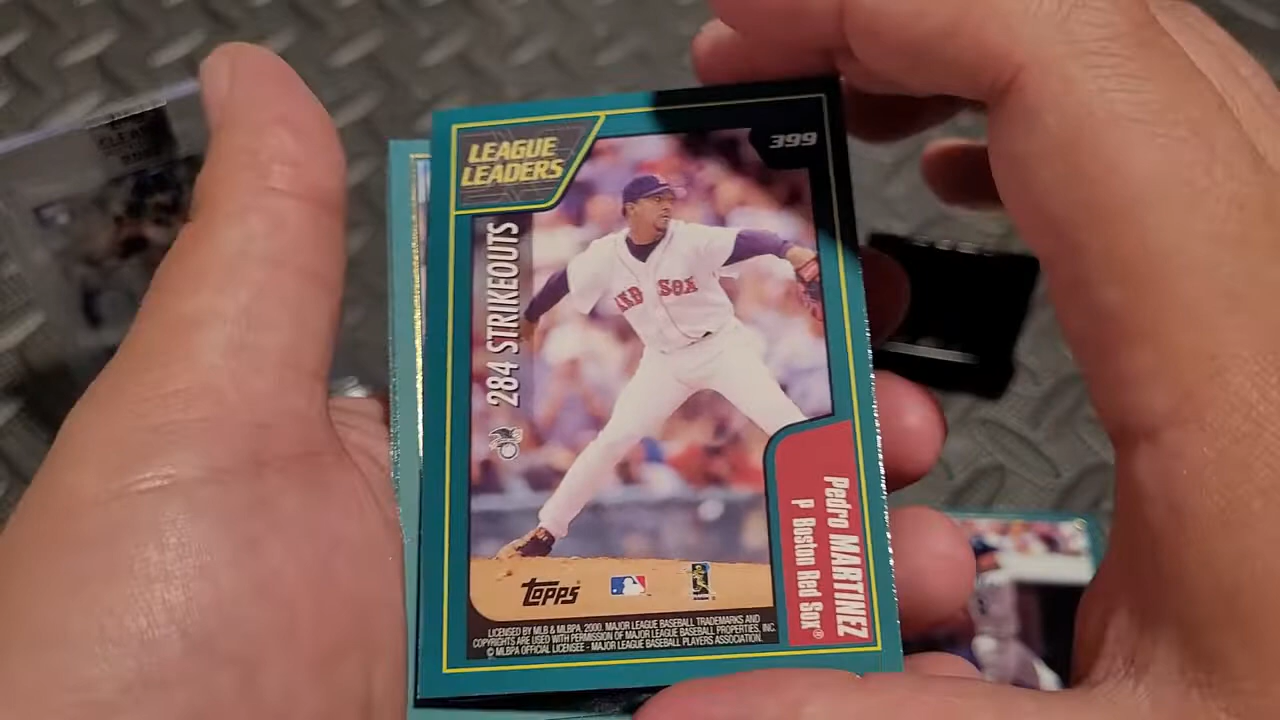 LEAGUE
LEADERS
399
284 STRIKEOUTS
RED SOX
Pedro MARTINEZ
P Boston Red Sox®
TOPPS
LICENSED BY MLB & MLBPA, 2000. MAJOR LEAGUE BASEBALL TRADEMARKS AND
COPYRIGHTS ARE USED WITH PERMISSION OF MAJOR LEAGUE BASEBALL PROPERTIES, INC.
© MLBPA OFFICIAL LICENSEE - MAJOR LEAGUE BASEBALL PLAYERS ASSOCIATION.